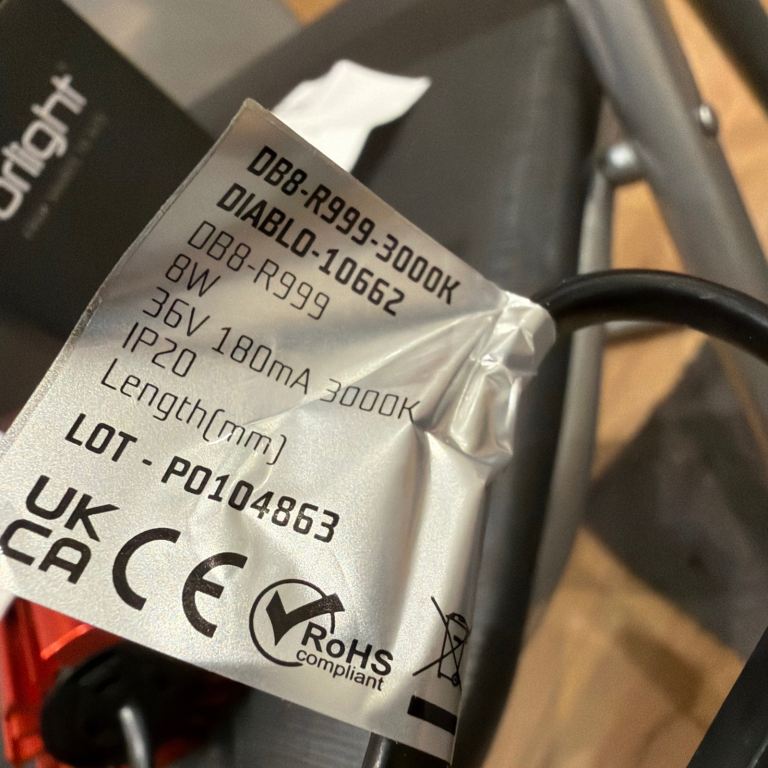 DB8-R999-3000K
DIABLO-10662
DB8-R999
8W
36V 180mA 3000K
IP20
Length(mm)
LOT - P0104863
UK
CA
CE
RoHS
compliant